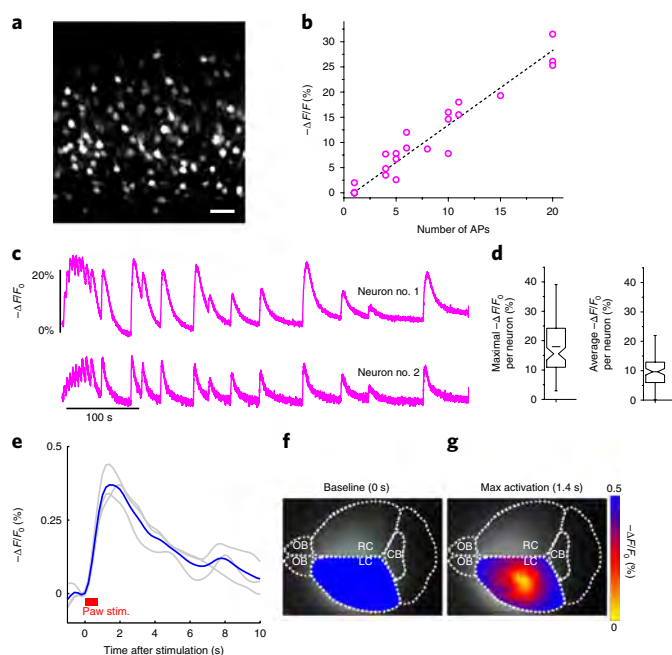 a
b
−ΔF/F (%)
35
30
25
20
15
10
5
0
0
5
10
15
20
Number of APs
c
20%
−ΔF/F0
0%
Neuron no. 1
Neuron no. 2
100 s
d
Maximal −ΔF/F0
per neuron (%)
40
30
20
10
0
Average −ΔF/F0
per neuron (%)
40
30
20
10
0
e
−ΔF/F0 (%)
0.5
0.25
0
Paw stim.
0
2
4
6
8
10
Time after stimulation (s)
f
Baseline (0 s)
OB
OB
RC
LC
CB
g
Max activation (1.4 s)
OB
OB
RC
LC
CB
0.5
−ΔF/F0 (%)
0